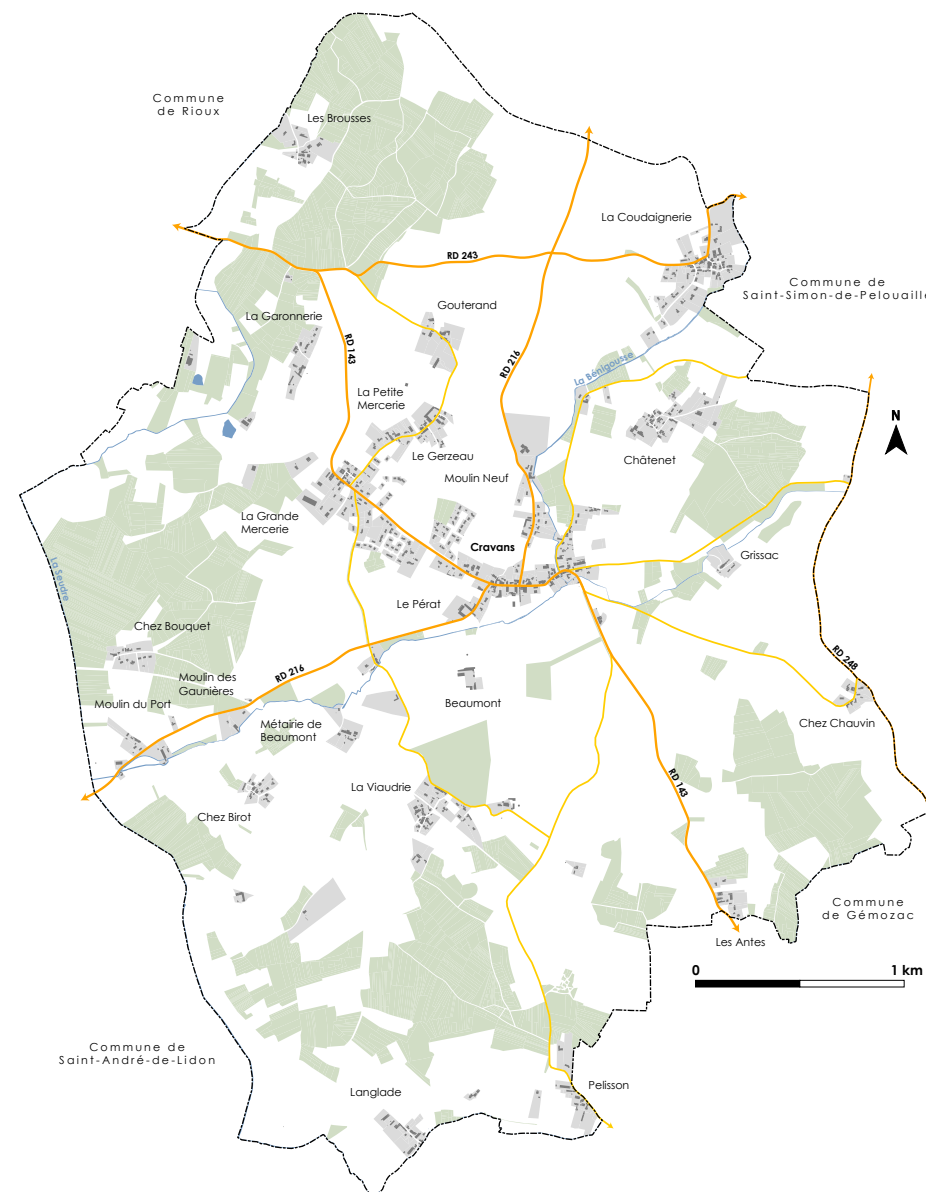 Commune
de Rioux
Les Brousses
La Coudaignerie
RD 243
Commune de
Saint-Simon-de-Pelouaille
Gouterand
La Garonnerie
RD 143
RD 216
La Bénigousse
La Petite
Mercerie
N
Le Gerzeau
Châtenet
Moulin Neuf
La Grande
Mercerie
Cravans
Grissac
La Seudre
Le Pérat
Chez Bouquet
RD 248
Moulin des
Gaunières
RD 216
Moulin du Port
Beaumont
Chez Chauvin
Métairie de
Beaumont
RD 143
La Viaudrie
Chez Birot
Commune
de Gémozac
Les Antes
0 1 km
Commune de
Saint-André-de-Lidon
Pelisson
Langlade